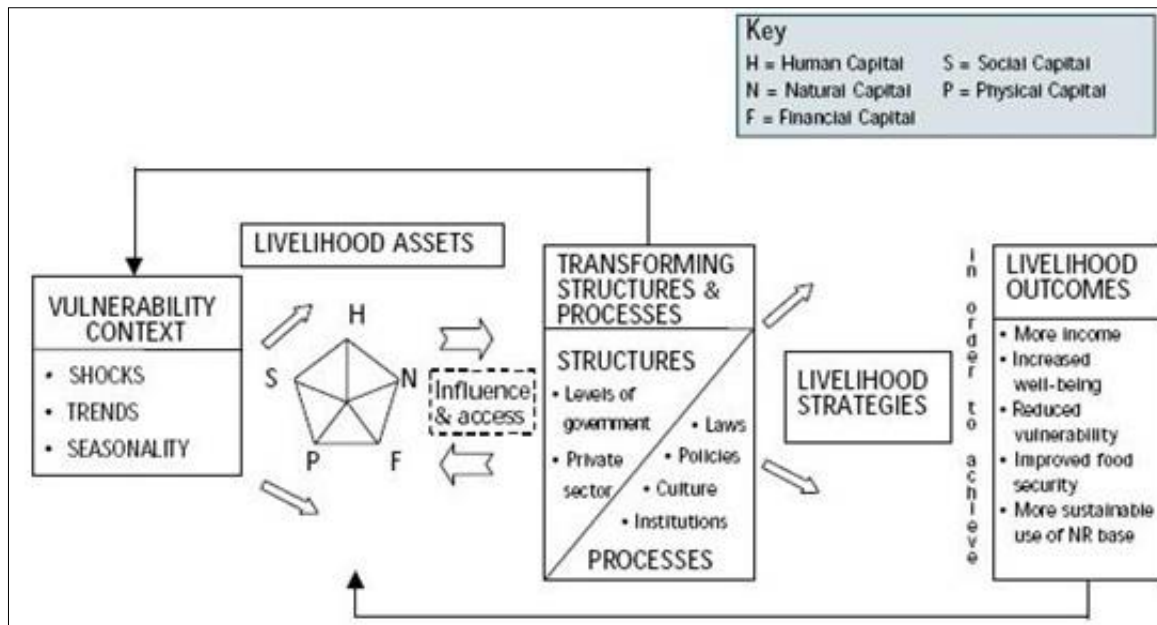 Key
H = Human Capital S = Social Capital
N = Natural Capital P = Physical Capital
F = Financial Capital
LIVELIHOOD ASSETS
VULNERABILITY
CONTEXT
• SHOCKS
• TRENDS
• SEASONALITY
H
S
N
P
F
Influence
& access
TRANSFORMING
STRUCTURES &
PROCESSES
STRUCTURES
• Levels of
government
• Private
sector
• Laws
• Policies
• Culture
• Institutions
PROCESSES
LIVELIHOOD
STRATEGIES
in order to achieve
LIVELIHOOD
OUTCOMES
• More income
• Increased
well-being
• Reduced
vulnerability
• Improved food
security
• More sustainable
use of NR base